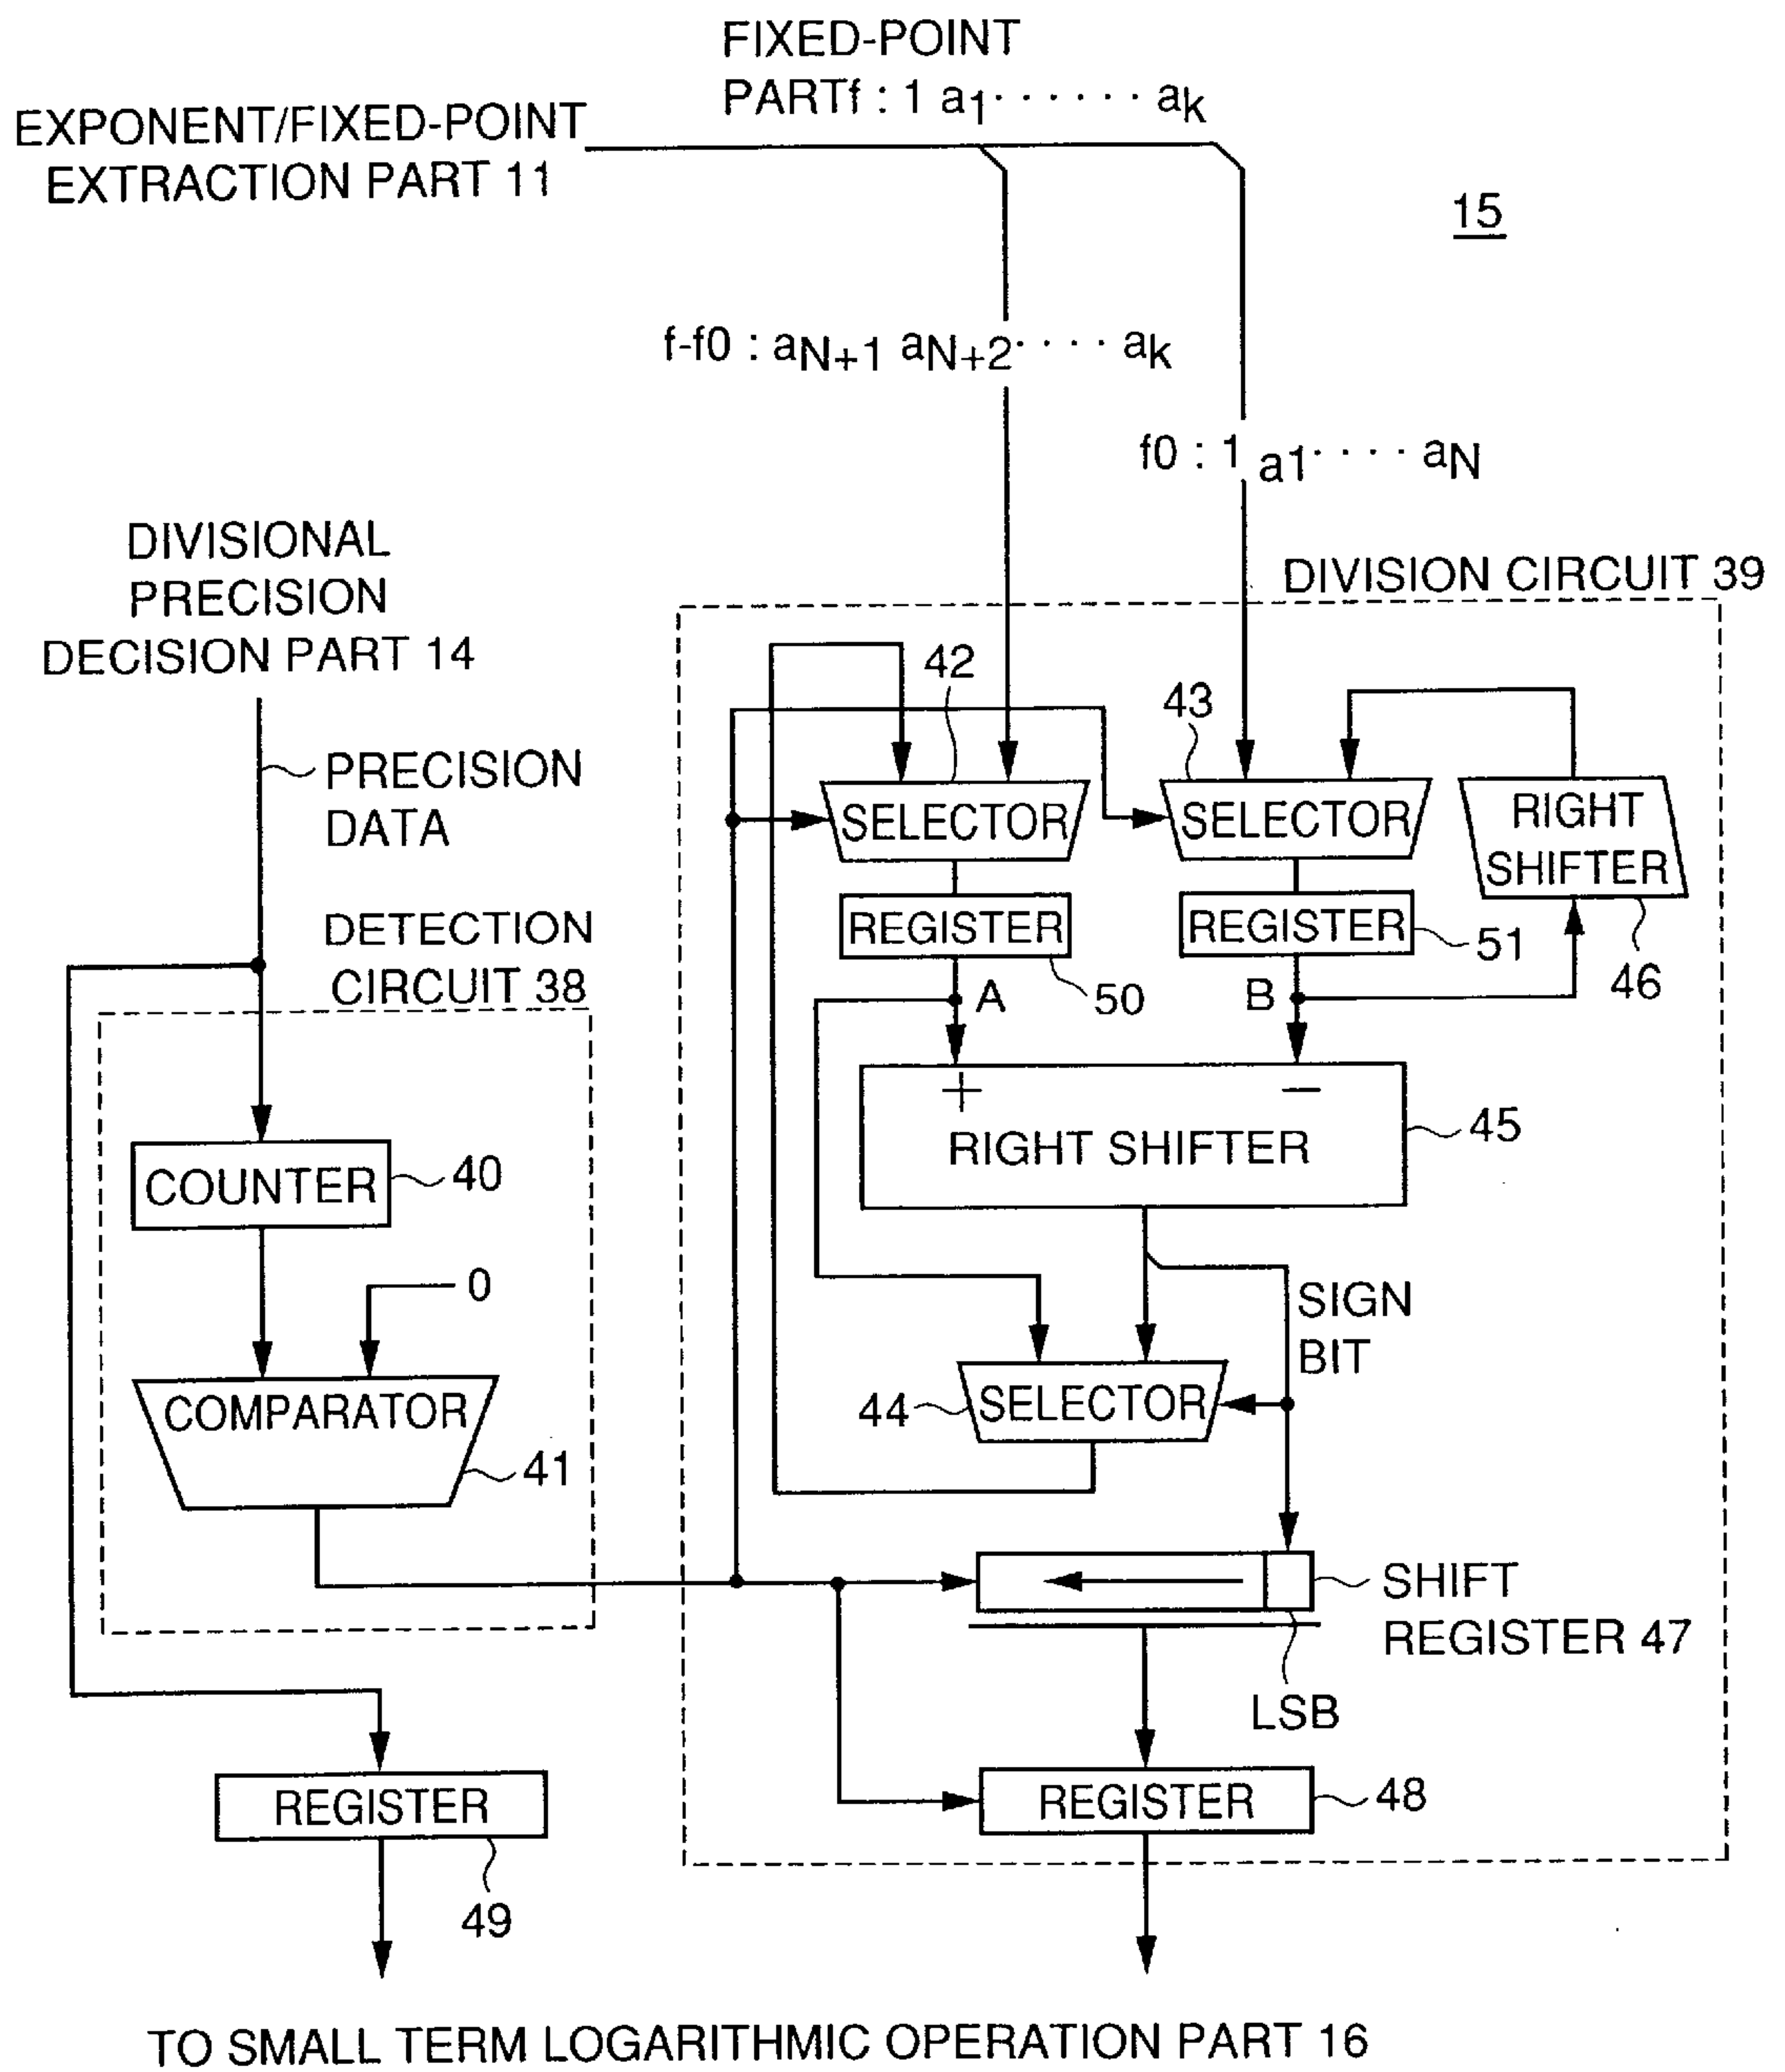 FIXED-POINT
PARTf : 1 a1······ ak
EXPONENT/FIXED-POINT
EXTRACTION PART 11
15
f-f0 : aN+1 aN+2···· ak
f0 : 1 a1···· aN
DIVISIONAL
PRECISION
DECISION PART 14
DIVISION CIRCUIT 39
42
43
PRECISION
DATA
SELECTOR
SELECTOR
RIGHT
SHIFTER
DETECTION
CIRCUIT 38
REGISTER
REGISTER
51
46
A
50
B
+
−
RIGHT SHIFTER
45
COUNTER
40
0
SIGN
BIT
COMPARATOR
41
44
SELECTOR
SHIFT
REGISTER 47
LSB
REGISTER
49
REGISTER
48
TO SMALL TERM LOGARITHMIC OPERATION PART 16